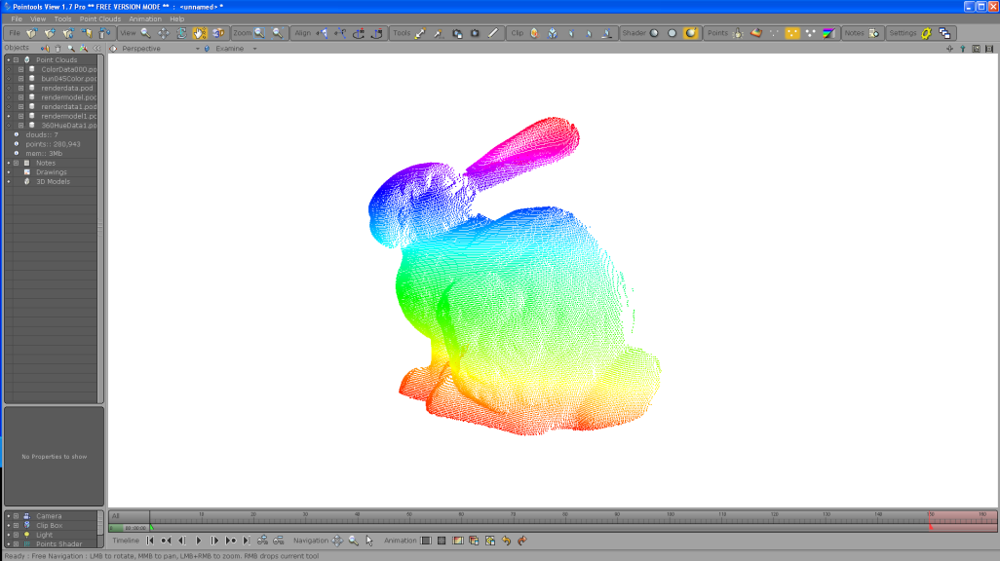 Pointools View 1.7 Pro ** FREE VERSION MODE ** : <unnamed> *
File View Tools Point Clouds Animation Help
File View Zoom Align Tools Clip Shader Points Notes Settings
Objects Perspective Examine
Point Clouds
ColorData000.po
bun045Color.poc
renderdata.pod
rendermodel.poc
renderdata1.pod
rendermodel1.pc
360HueData1.po
clouds:: 7
points:: 280,943
mem:: 3Mb
Notes
Drawings
3D Models
No Properties to show
Camera
Clip Box
Light
Points Shader
All 10 20 30 40 50 60 70 80 90 100 110 120 130 140 150 160
00:00:00
Timeline Navigation Animation
Ready : Free Navigation : LMB to rotate, MMB to pan, LMB+RMB to zoom. RMB drops current tool